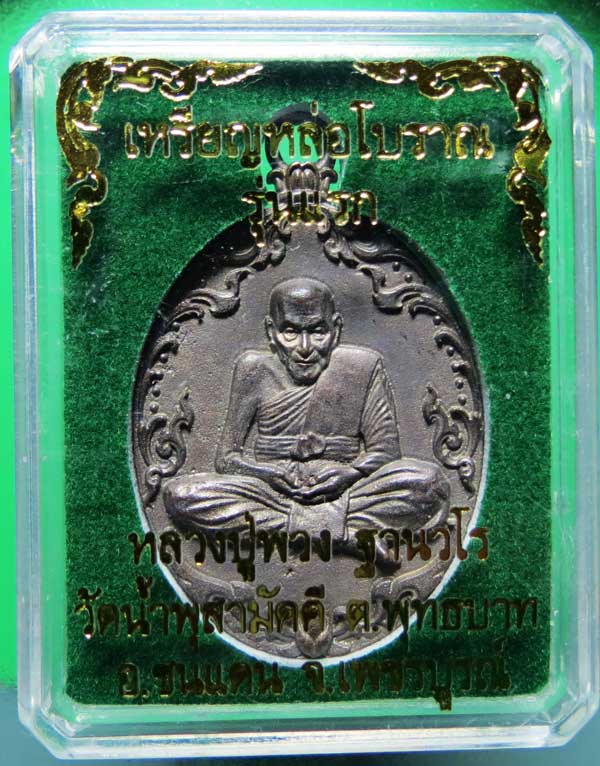 เหรียญหล่อโบราณ
รุ่นแรก
หลวงปู่พวง ฐานวโร
วัดน้ำพุสามัคคี ต.พุทธบาท
อ.ชนแดน จ.เพชรบูรณ์